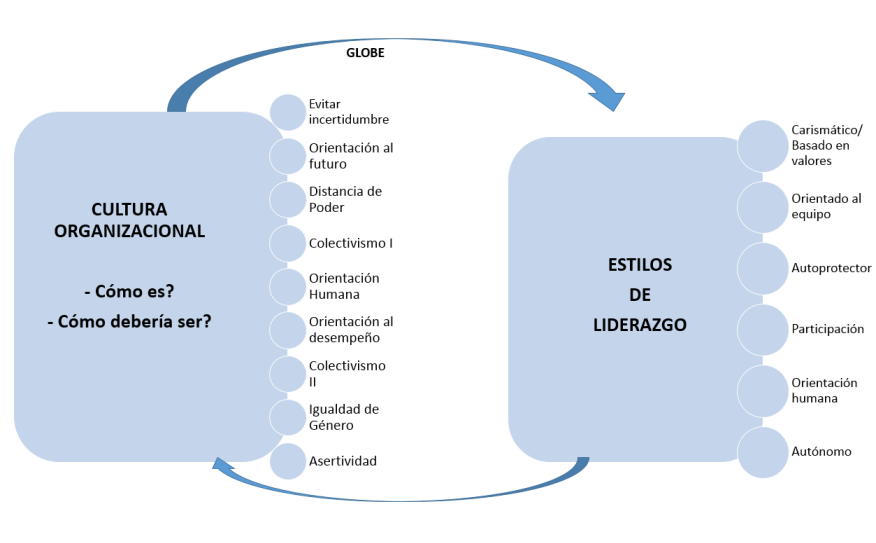 GLOBE
CULTURA
ORGANIZACIONAL
- Cómo es?
- Cómo debería ser?
Evitar
incertidumbre
Orientación al
futuro
Distancia de
Poder
Colectivismo I
Orientación
Humana
Orientación al
desempeño
Colectivismo
II
Igualdad de
Género
Asertividad
ESTILOS
DE
LIDERAZGO
Carismático/
Basado en
valores
Orientado al
equipo
Autoprotector
Participación
Orientación
humana
Autónomo